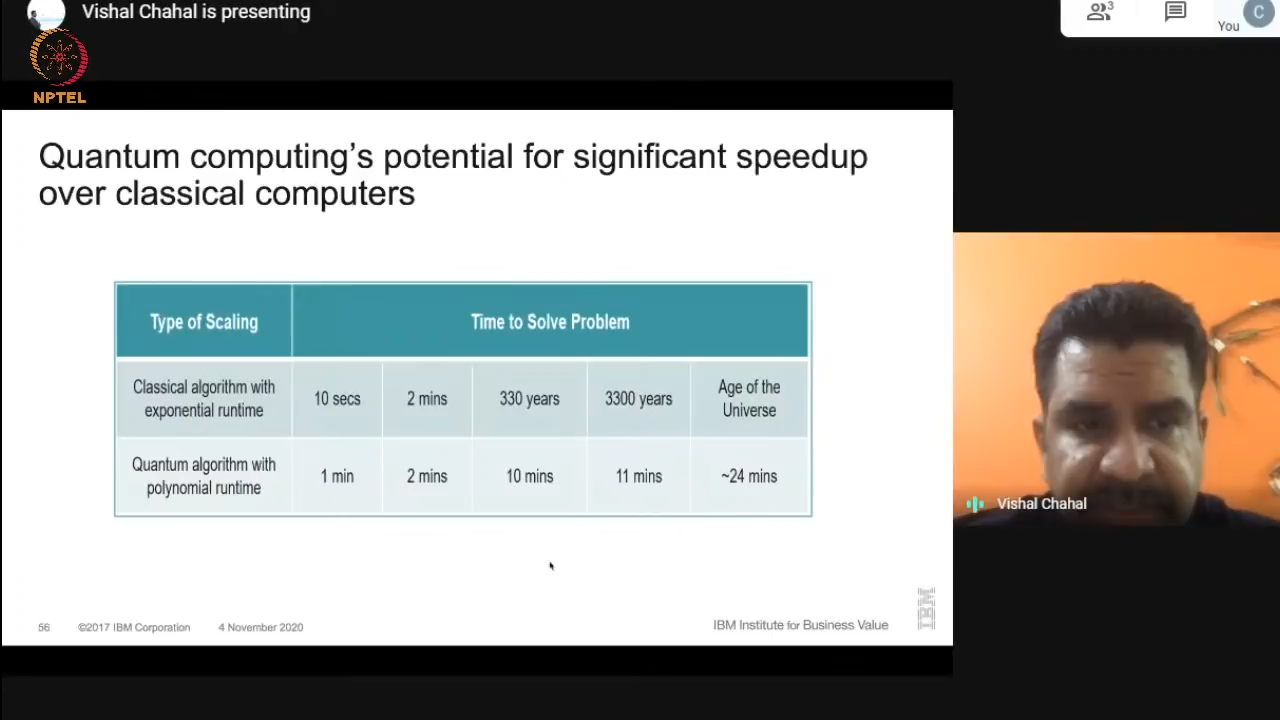 Vishal Chahal is presenting
3
You
C
NPTEL
Quantum computing's potential for significant speedup
over classical computers
Type of Scaling
Time to Solve Problem
Classical algorithm with
exponential runtime
10 secs
2 mins
330 years
3300 years
Age of the
Universe
Quantum algorithm with
polynomial runtime
1 min
2 mins
10 mins
11 mins
~24 mins
Vishal Chahal
56
©2017 IBM Corporation
4 November 2020
IBM Institute for Business Value
IBM